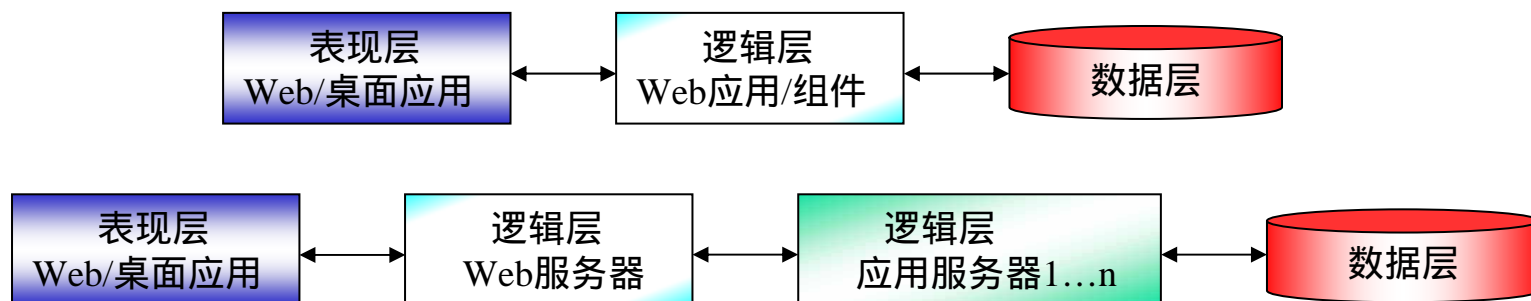 表现层
Web/桌面应用
逻辑层
Web应用/组件
数据层
表现层
Web/桌面应用
逻辑层
Web服务器
逻辑层
应用服务器1…n
数据层